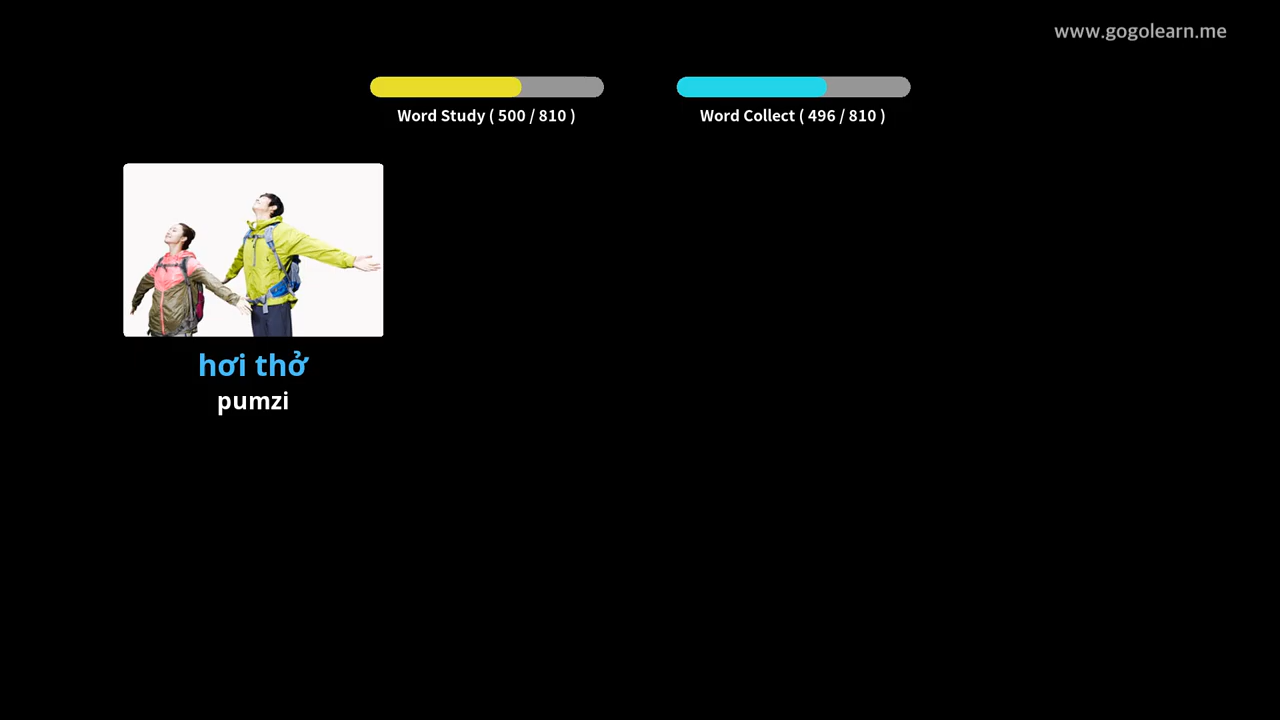 www.gogolearn.me
Word Study ( 500 / 810 )
Word Collect ( 496 / 810 )
hơi thở
pumzi